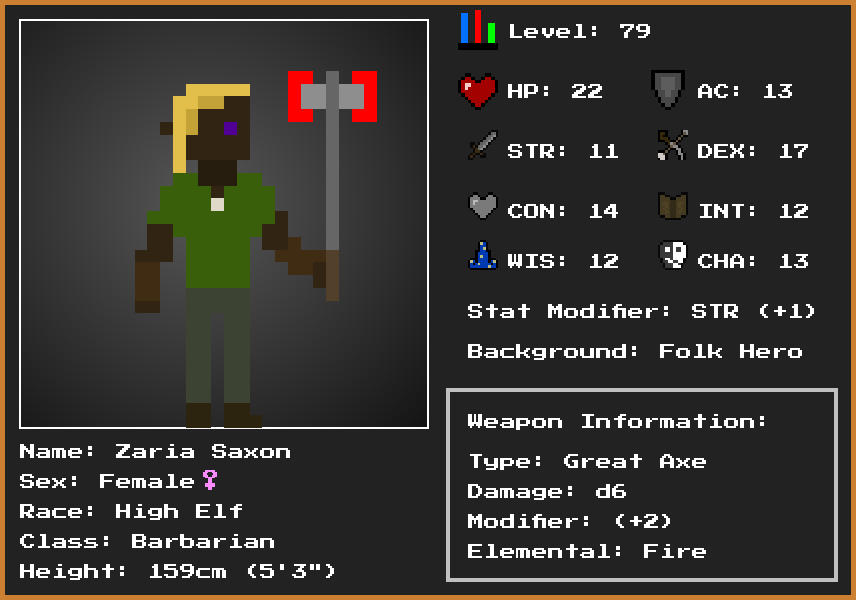 Level: 79
HP: 22 AC: 13
STR: 11 DEX: 17
CON: 14 INT: 12
WIS: 12 CHA: 13
Stat Modifier: STR (+1)
Background: Folk Hero
Weapon Information:
Type: Great Axe
Damage: d6
Modifier: (+2)
Elemental: Fire
Name: Zaria Saxon
Sex: Female♀
Race: High Elf
Class: Barbarian
Height: 159cm (5'3")